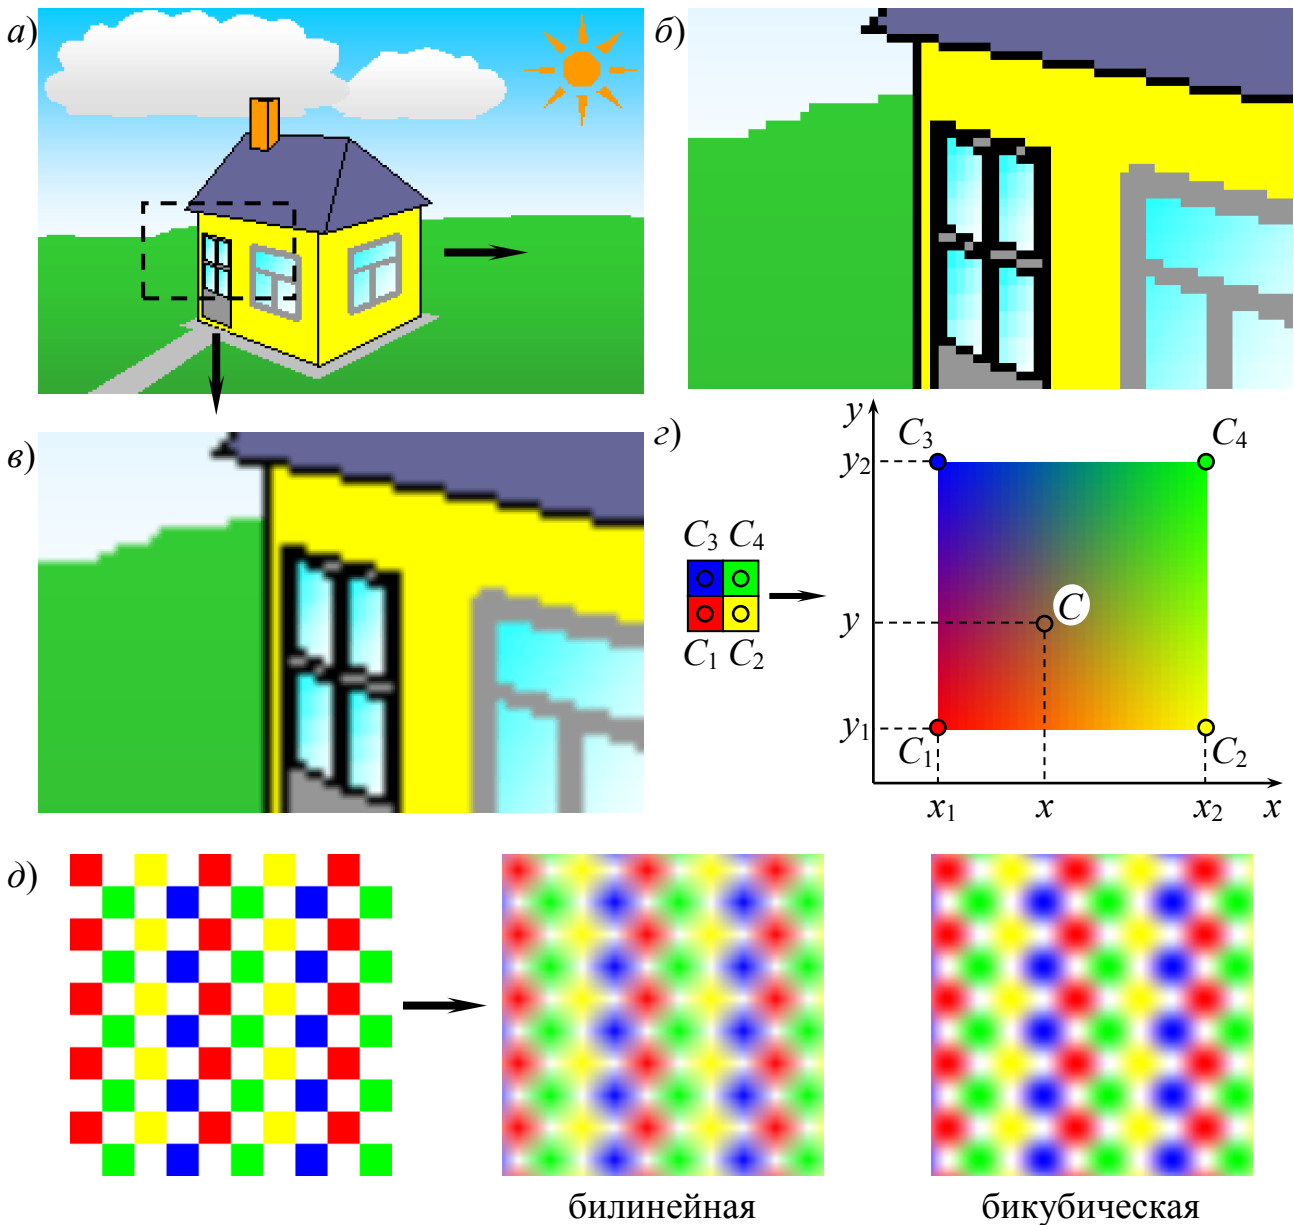 а)
б)
в)
г)
y
C₃
C₄
y₂
C₃ C₄
C
y
C₁ C₂
y₁
C₁
C₂
x₁
x
x₂
x
д)
билинейная
бикубическая